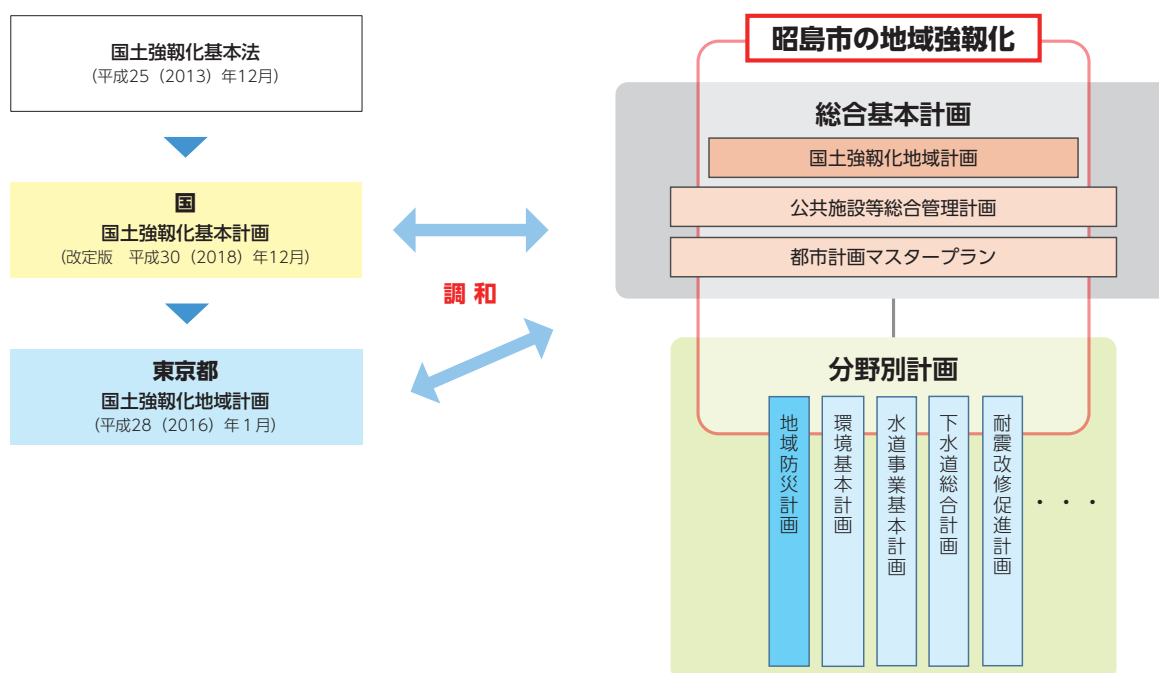 国土強靱化基本法
(平成25(2013)年12月)
国
国土強靱化基本計画
(改定版　平成30(2018)年12月)
東京都
国土強靱化地域計画
(平成28(2016)年1月)
調和
昭島市の地域強靱化
総合基本計画
国土強靱化地域計画
公共施設等総合管理計画
都市計画マスタープラン
分野別計画
地域防災計画
環境基本計画
水道事業基本計画
下水道総合計画
耐震改修促進計画
・・・